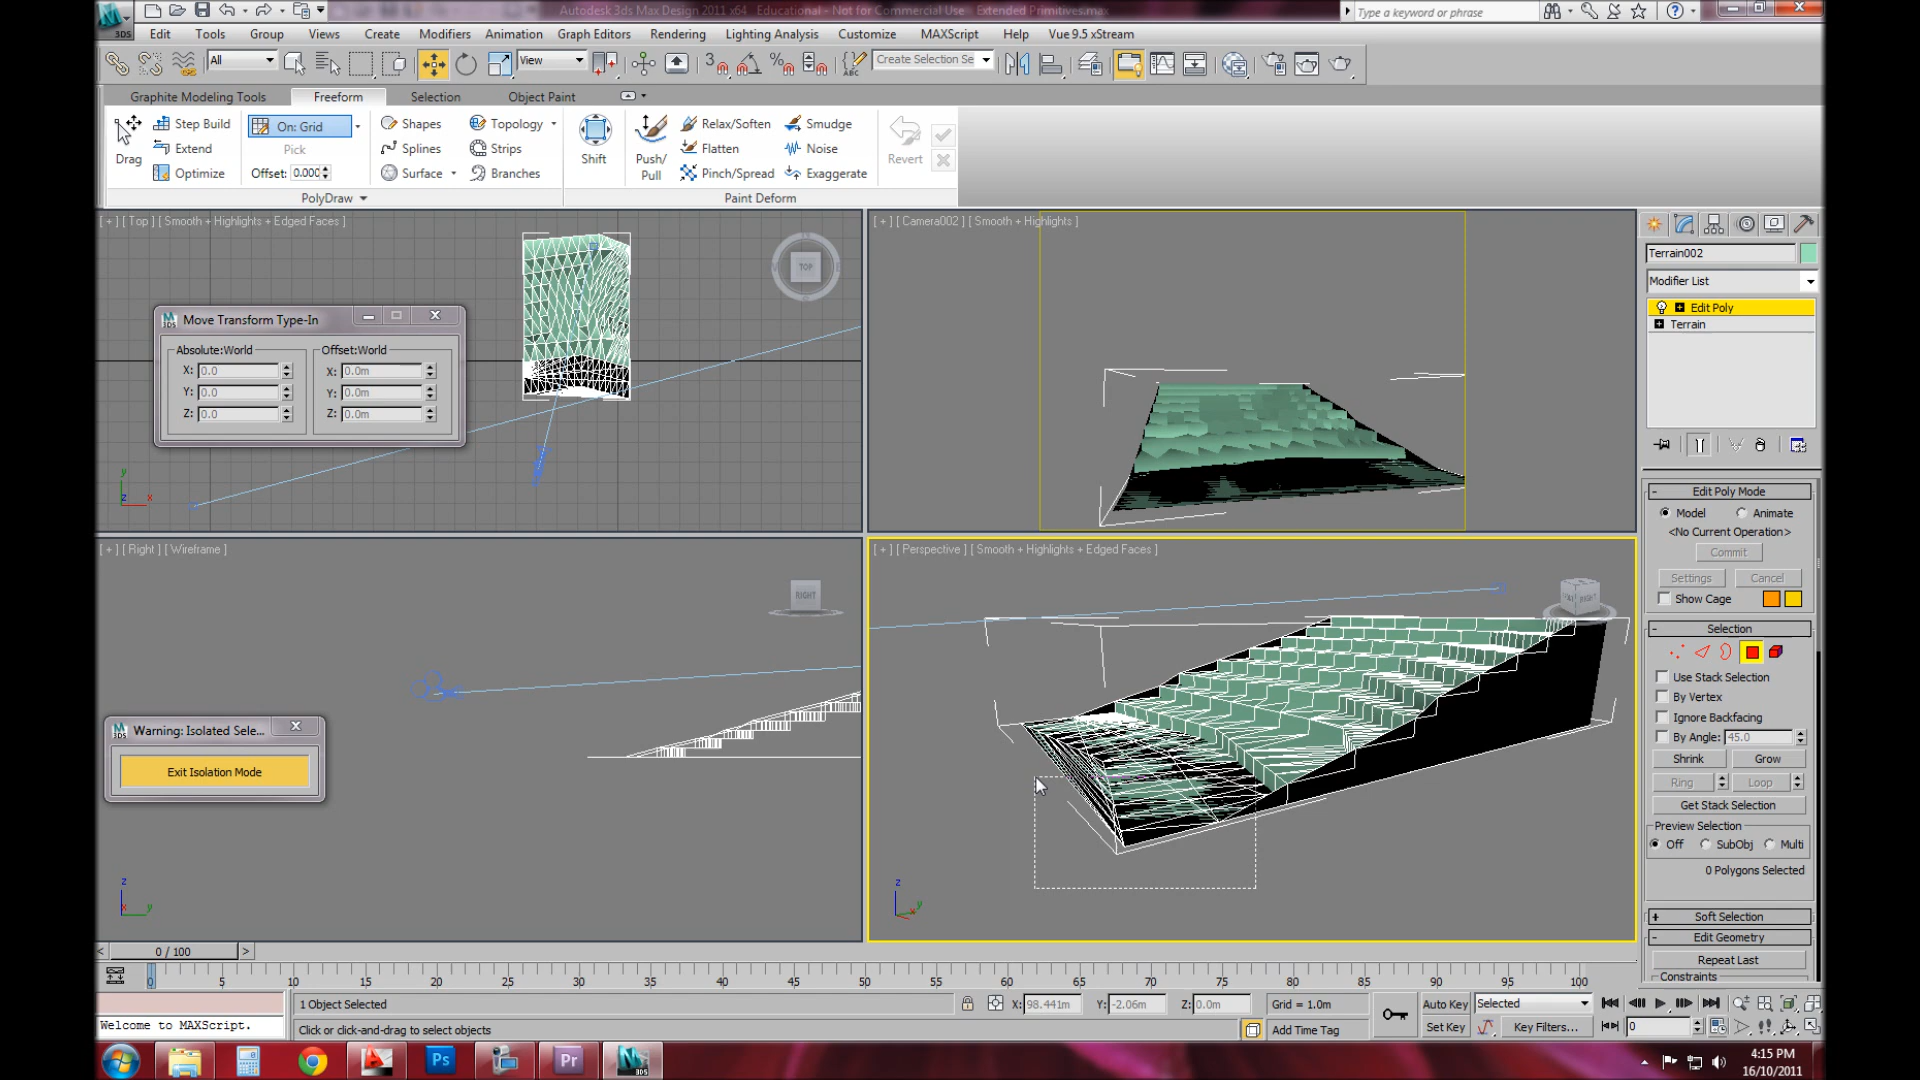 Autodesk 3ds Max Design 2011 x64 Educational - Not for Commercial Use Extended Primitives.max
Type a keyword or phrase
3DS
Edit Tools Group Views Create Modifiers Animation Graph Editors Rendering Lighting Analysis Customize MAXScript Help Vue 9.5 xStream
All
View
3
Create Selection Se
Graphite Modeling Tools Freeform Selection Object Paint
Drag
Step Build
Extend
Optimize
On: Grid
Pick
Offset: 0.000
Shapes
Splines
Surface
Topology
Strips
Branches
Shift
Push/
Pull
Relax/Soften
Flatten
Pinch/Spread
Smudge
Noise
Exaggerate
Revert
PolyDraw
Paint Deform
[ + ] [ Top ] [ Smooth + Highlights + Edged Faces ]
TOP
[ + ] [ Camera002 ] [ Smooth + Highlights ]
Move Transform Type-In
Absolute:World
X: 0.0
Y: 0.0
Z: 0.0
Offset:World
X: 0.0m
Y: 0.0m
Z: 0.0m
y
z
x
[ + ] [ Right ] [ Wireframe ]
RIGHT
Warning: Isolated Sele...
Exit Isolation Mode
z
x
y
[ + ] [ Perspective ] [ Smooth + Highlights + Edged Faces ]
RIGHT
z
y
x
Terrain002
Modifier List
Edit Poly
Terrain
- Edit Poly Mode
Model Animate
<No Current Operation>
Commit
Settings Cancel
Show Cage
- Selection
Use Stack Selection
By Vertex
Ignore Backfacing
By Angle: 45.0
Shrink Grow
Ring Loop
Get Stack Selection
Preview Selection
Off SubObj Multi
0 Polygons Selected
+ Soft Selection
- Edit Geometry
Repeat Last
Constraints
< 0 / 100 >
0 5 10 15 20 25 30 35 40 45 50 55 60 65 70 75 80 85 90 95 100
1 Object Selected
X: 98.441m Y: -2.06m Z: 0.0m
Grid = 1.0m
Auto Key Selected
Welcome to MAXScript.
Click or click-and-drag to select objects
Add Time Tag
Set Key Key Filters...
0
Ps
Pr
3DS
4:15 PM
16/10/2011